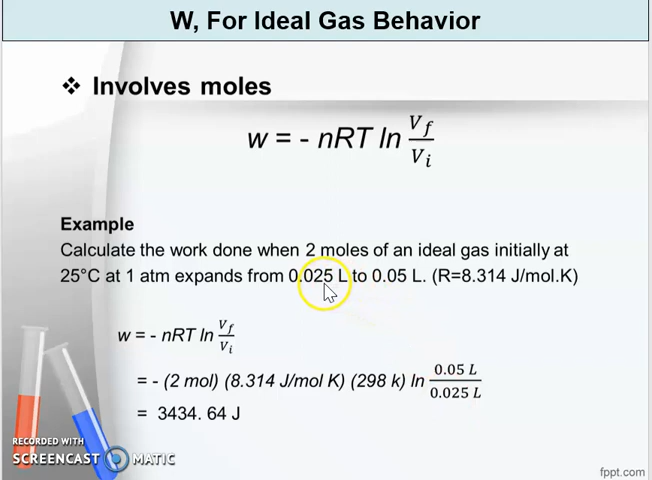 W, For Ideal Gas Behavior
❖ Involves moles
w = - nRT ln V_f / V_i
Example
Calculate the work done when 2 moles of an ideal gas initially at
25°C at 1 atm expands from 0.025 L to 0.05 L. (R=8.314 J/mol.K)
w = - nRT ln V_f / V_i
= - (2 mol) (8.314 J/mol K) (298 k) ln 0.05 L / 0.025 L
= 3434. 64 J
RECORDED WITH
SCREENCAST MATIC
fppt.com